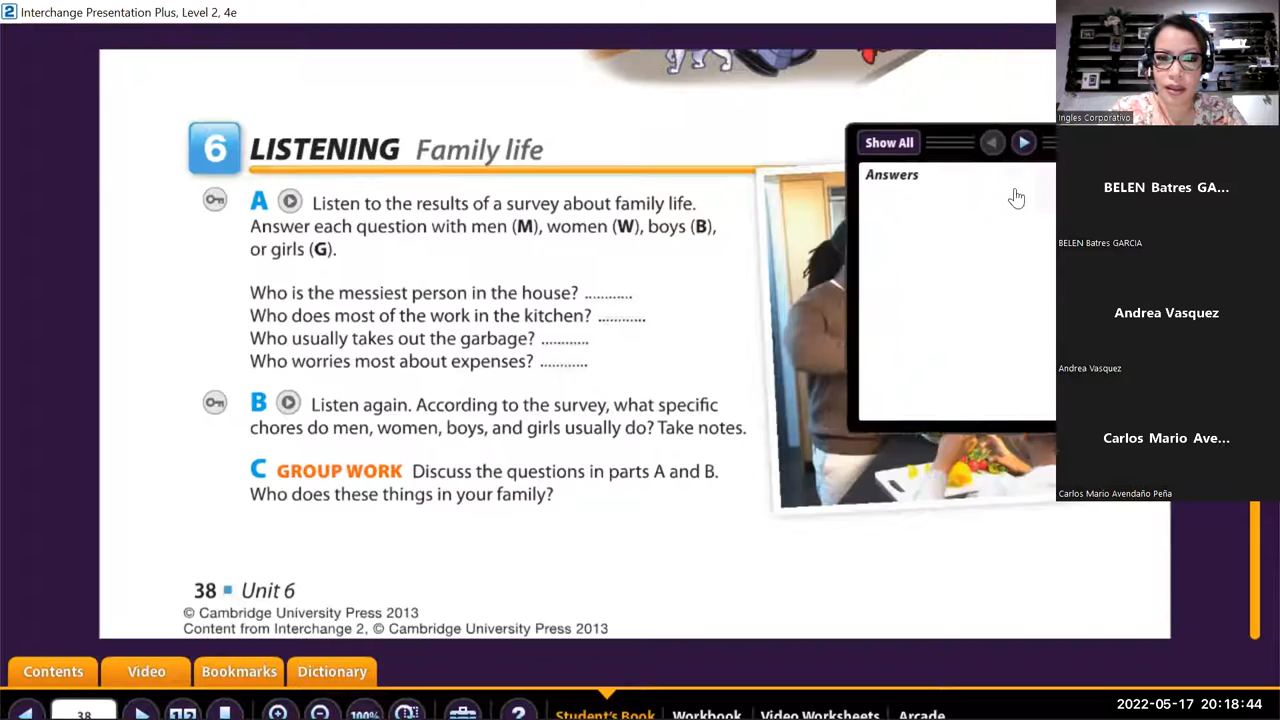 Interchange Presentation Plus, Level 2, 4e
6 LISTENING Family life
A Listen to the results of a survey about family life.
Answer each question with men (M), women (W), boys (B),
or girls (G).
Who is the messiest person in the house? ............
Who does most of the work in the kitchen? ............
Who usually takes out the garbage? ............
Who worries most about expenses? ............
B Listen again. According to the survey, what specific
chores do men, women, boys, and girls usually do? Take notes.
C GROUP WORK Discuss the questions in parts A and B.
Who does these things in your family?
38 Unit 6
© Cambridge University Press 2013
Content from Interchange 2, © Cambridge University Press 2013
Show All
Answers
Ingles Corporativo
BELEN Batres GA...
BELEN Batres GARCIA
Andrea Vasquez
Andrea Vasquez
Carlos Mario Ave...
Carlos Mario Avendaño Peña
Contents Video Bookmarks Dictionary
38 100% ? Student's Book Workbook Video Worksheets Arcade
2022-05-17 20:18:44